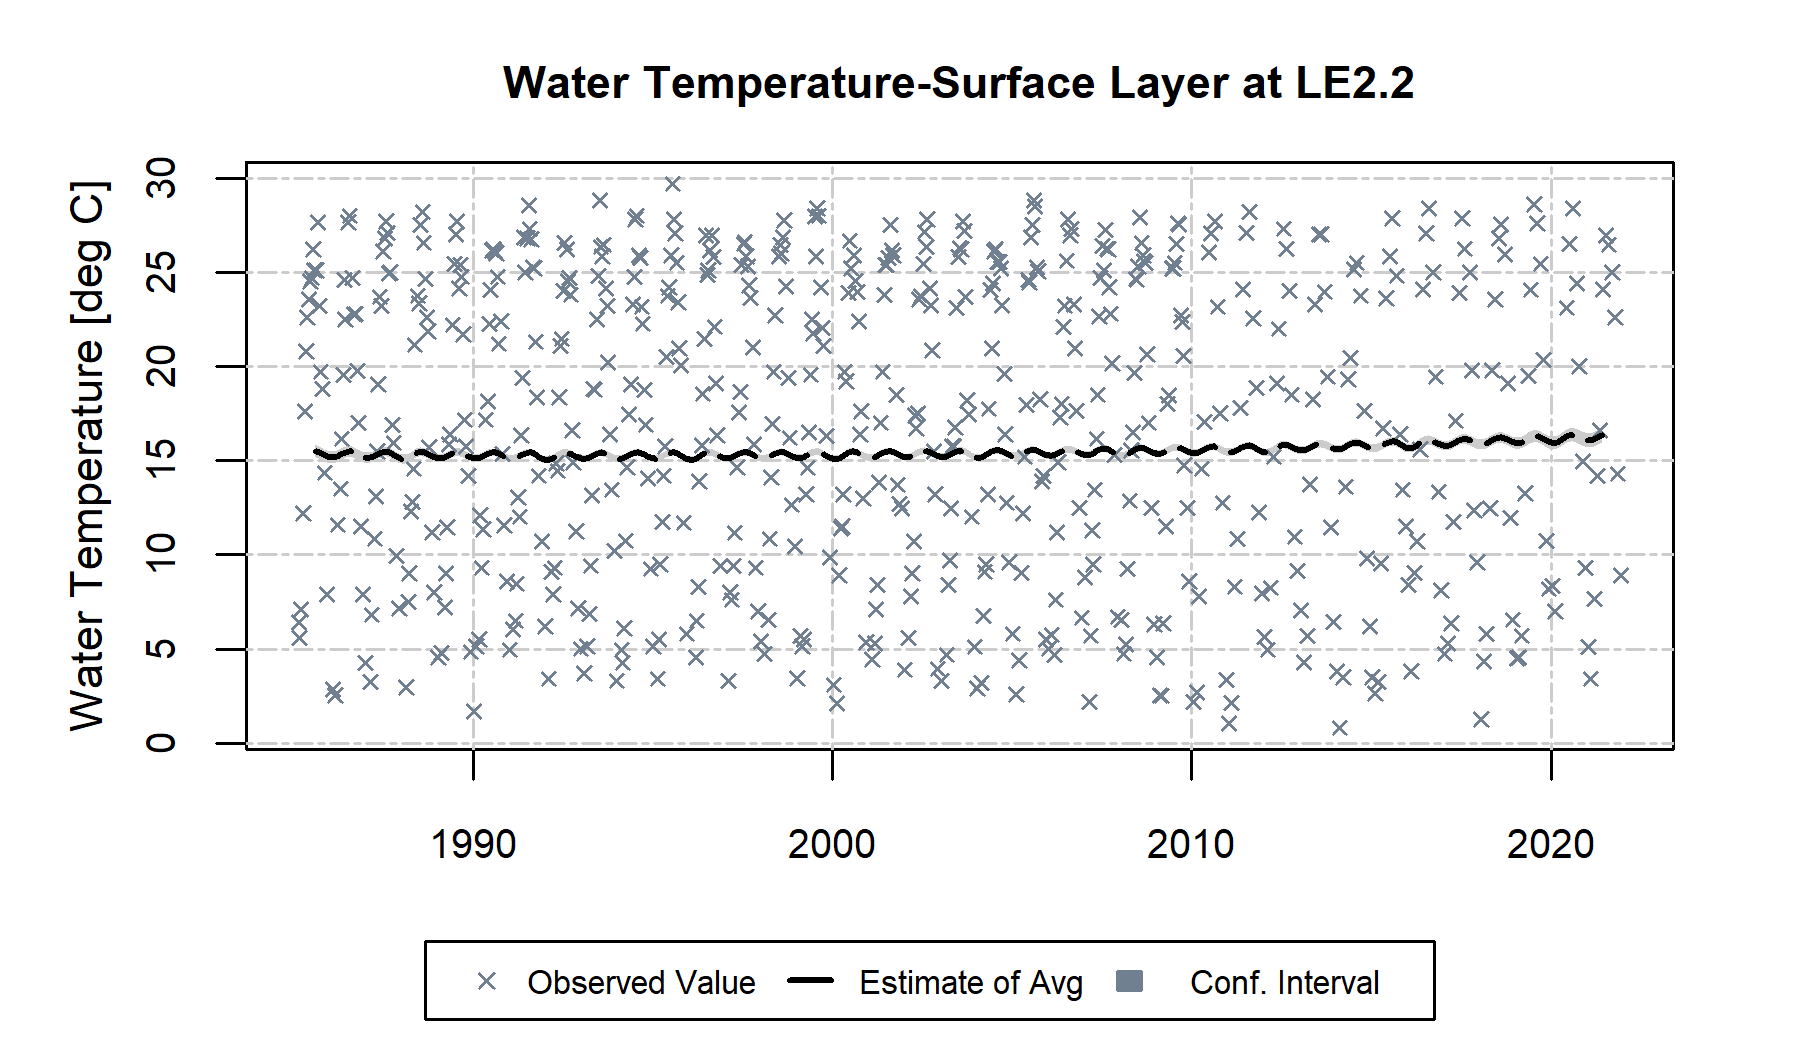 Water Temperature-Surface Layer at LE2.2
Water Temperature [deg C]
30
25
20
15
10
5
0
1990 2000 2010 2020
Observed Value Estimate of Avg Conf. Interval